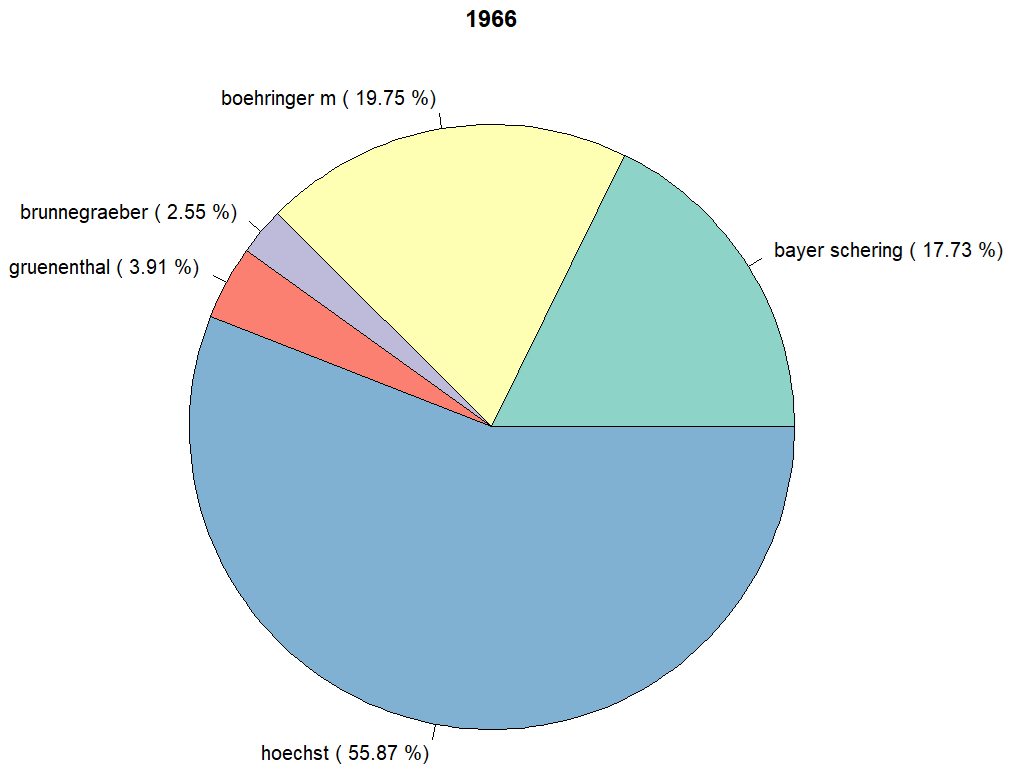 1966
boehringer m ( 19.75 %)
brunnegraeber ( 2.55 %)
bayer schering ( 17.73 %)
gruenenthal ( 3.91 %)
hoechst ( 55.87 %)